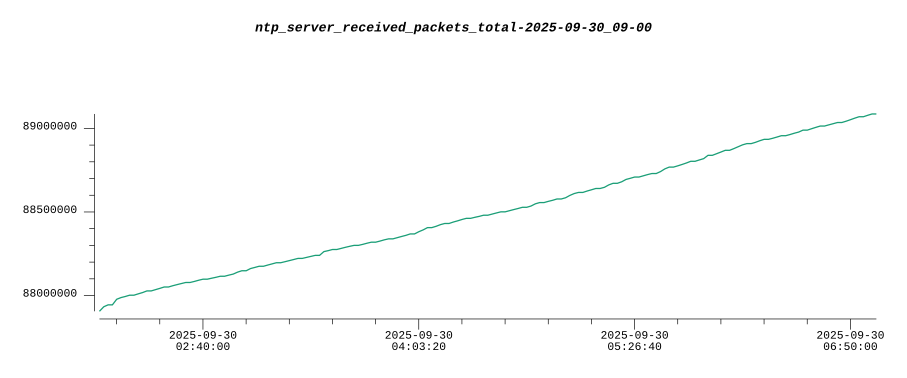 ntp_server_received_packets_total-2025-09-30_09-00
89000000
88500000
88000000
2025-09-30 2025-09-30 2025-09-30 2025-09-30
02:40:00 04:03:20 05:26:40 06:50:00